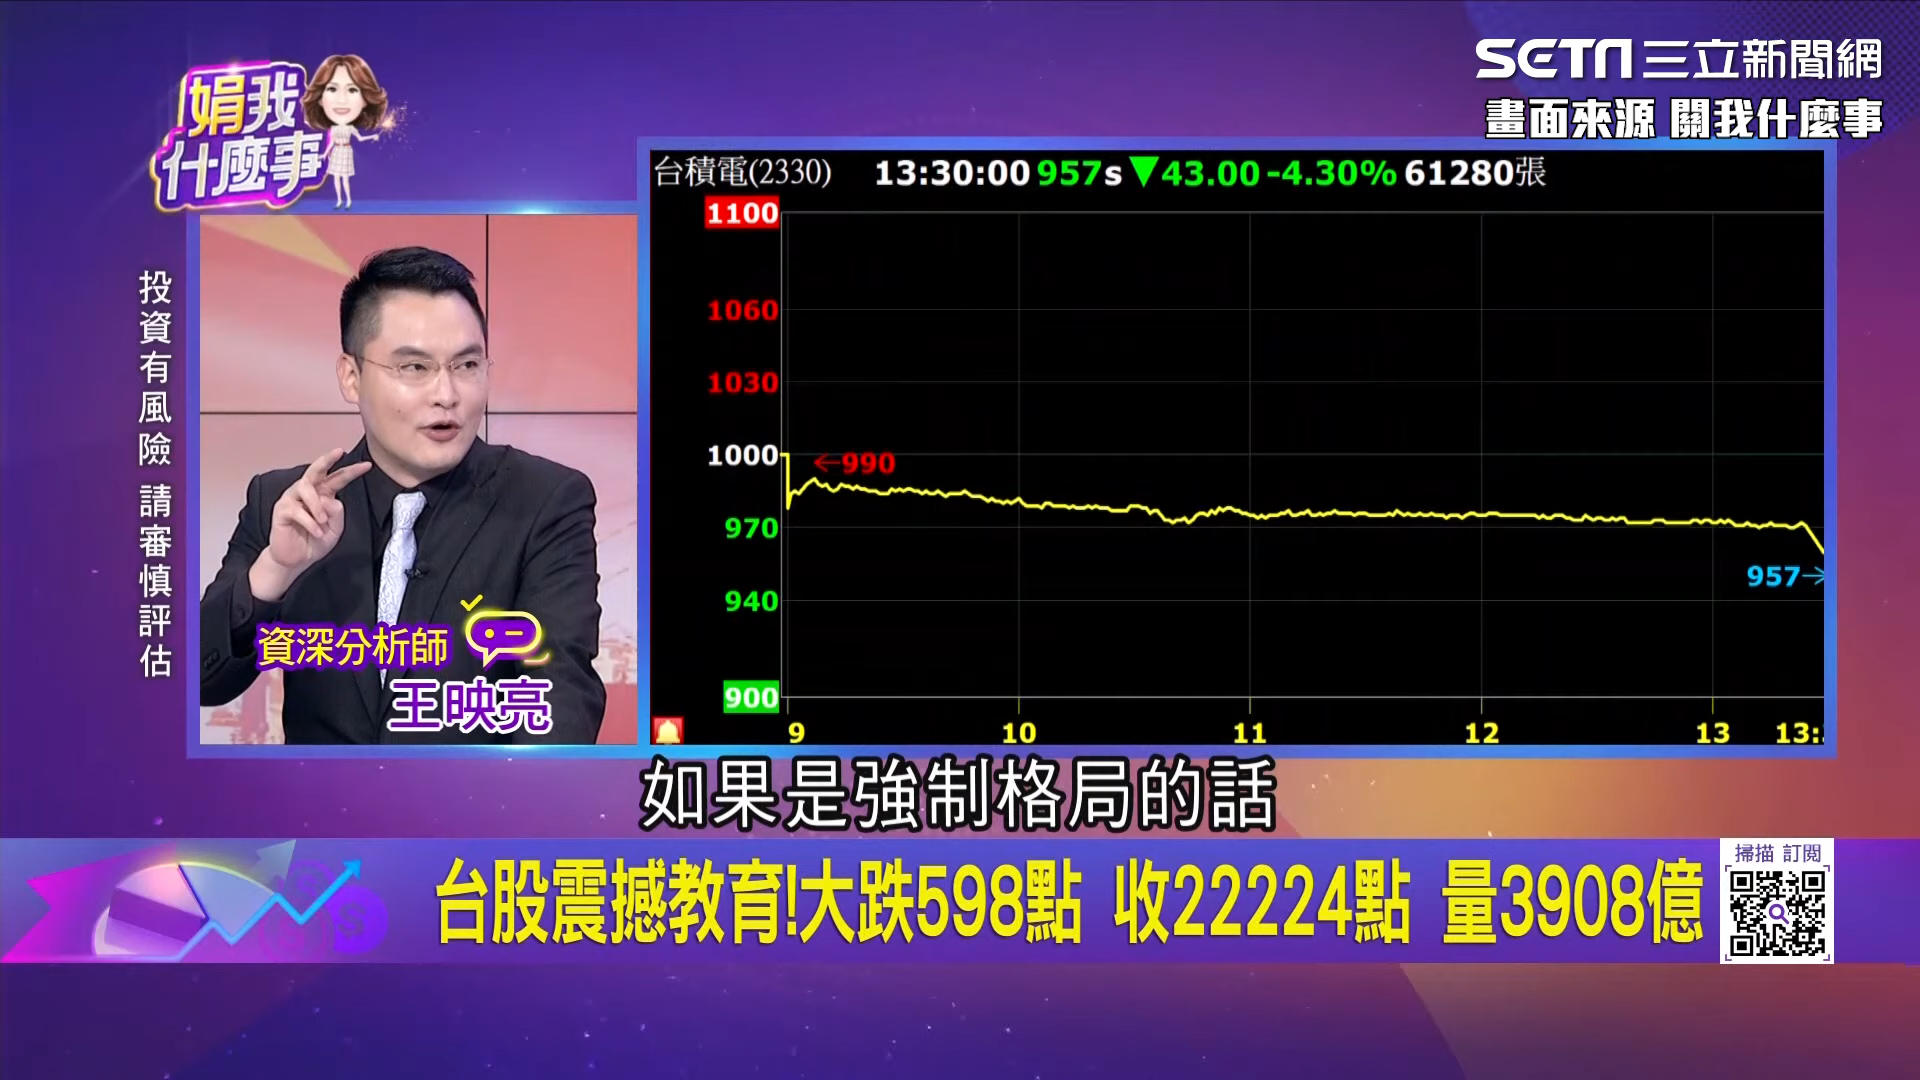 SETN三立新聞網
畫面來源 關我什麼事
娟我
什麼事
投資有風險 請審慎評估
台積電(2330) 13:30:00 957s ▼43.00 -4.30% 61280張
1100
1060
1030
1000
←990
970
957→
940
900
9 10 11 12 13
資深分析師
王映亮
如果是強制格局的話
台股震撼教育!大跌598點 收22224點 量3908億
掃描 訂閱